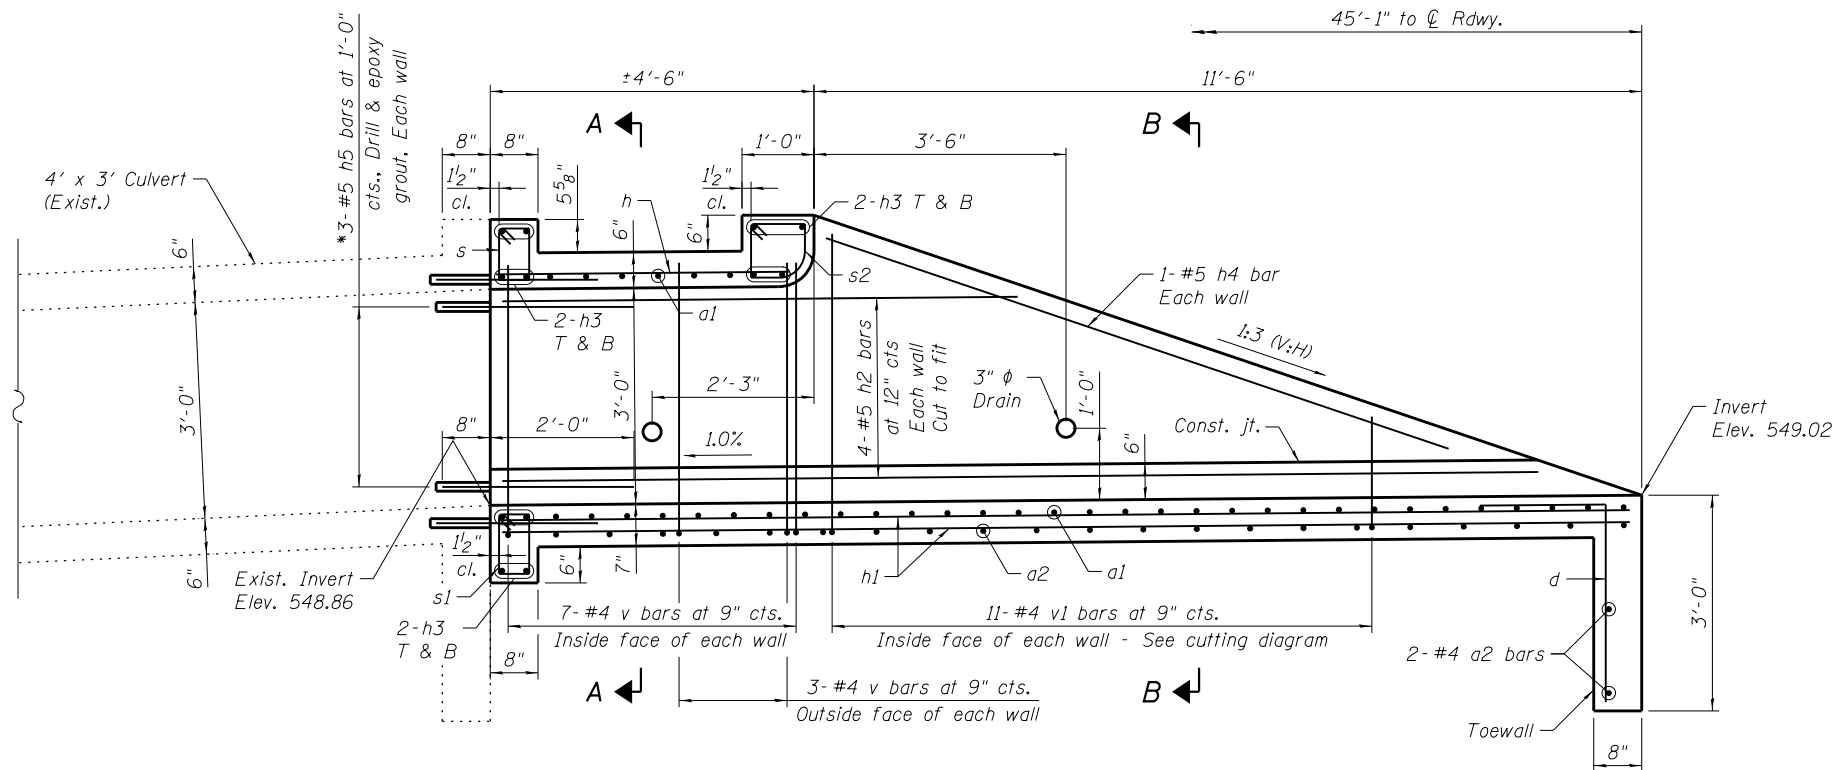 45'-1" to ℄ Rdwy.
±4'-6"
11'-6"
*3-#5 h5 bars at 1'-0"
cts., Drill & epoxy
grout, Each wall
A
B
8"
8"
1'-0"
3'-6"
4' x 3' Culvert
(Exist.)
1½"
cl.
5⅝"
h
1½"
cl.
2-h3 T & B
6"
s
6"
6"
s2
1-#5 h4 bar
Each wall
2-h3
T & B
a1
1:3 (V:H)
3'-0"
2'-3"
3'-0"
4-#5 h2 bars
at 12" cts
Each wall
Cut to fit
3" ϕ
Drain
1'-0"
Invert
Elev. 549.02
8"
2'-0"
1.0%
Const. jt.
6"
1½"
cl.
6"
Exist. Invert
Elev. 548.86
s1
6"
7"
h1
a2
a1
d
3'-0"
2-h3
T & B
7-#4 v bars at 9" cts.
Inside face of each wall
11-#4 v1 bars at 9" cts.
Inside face of each wall - See cutting diagram
8"
2-#4 a2 bars
A
3-#4 v bars at 9" cts.
Outside face of each wall
B
Toewall
8"